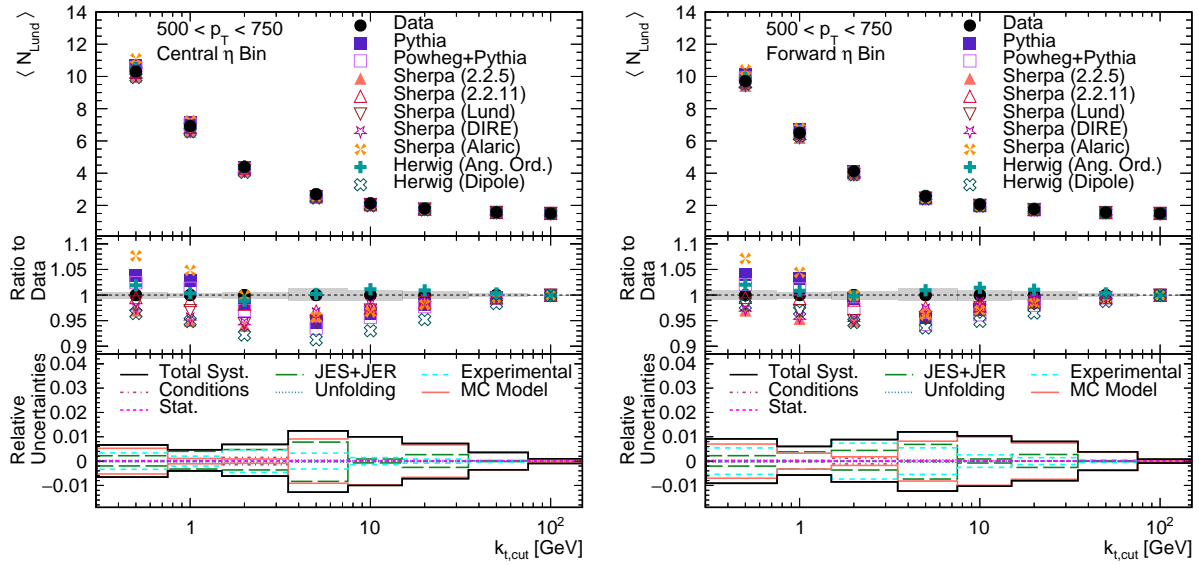 14
12
10
8
6
4
2
⟨ N_Lund ⟩
500 < p_T < 750
Central η Bin
Data
Pythia
Powheg+Pythia
Sherpa (2.2.5)
Sherpa (2.2.11)
Sherpa (Lund)
Sherpa (DIRE)
Sherpa (Alaric)
Herwig (Ang. Ord.)
Herwig (Dipole)
1.1
1.05
1
0.95
0.9
Ratio to
Data
0.04
0.03
0.02
0.01
0
−0.01
Relative
Uncertainties
Total Syst.
JES+JER
Experimental
Conditions
Unfolding
MC Model
Stat.
1
10
10²
k_t,cut [GeV]
14
12
10
8
6
4
2
⟨ N_Lund ⟩
500 < p_T < 750
Forward η Bin
Data
Pythia
Powheg+Pythia
Sherpa (2.2.5)
Sherpa (2.2.11)
Sherpa (Lund)
Sherpa (DIRE)
Sherpa (Alaric)
Herwig (Ang. Ord.)
Herwig (Dipole)
1.1
1.05
1
0.95
0.9
Ratio to
Data
0.04
0.03
0.02
0.01
0
−0.01
Relative
Uncertainties
Total Syst.
JES+JER
Experimental
Conditions
Unfolding
MC Model
Stat.
1
10
10²
k_t,cut [GeV]